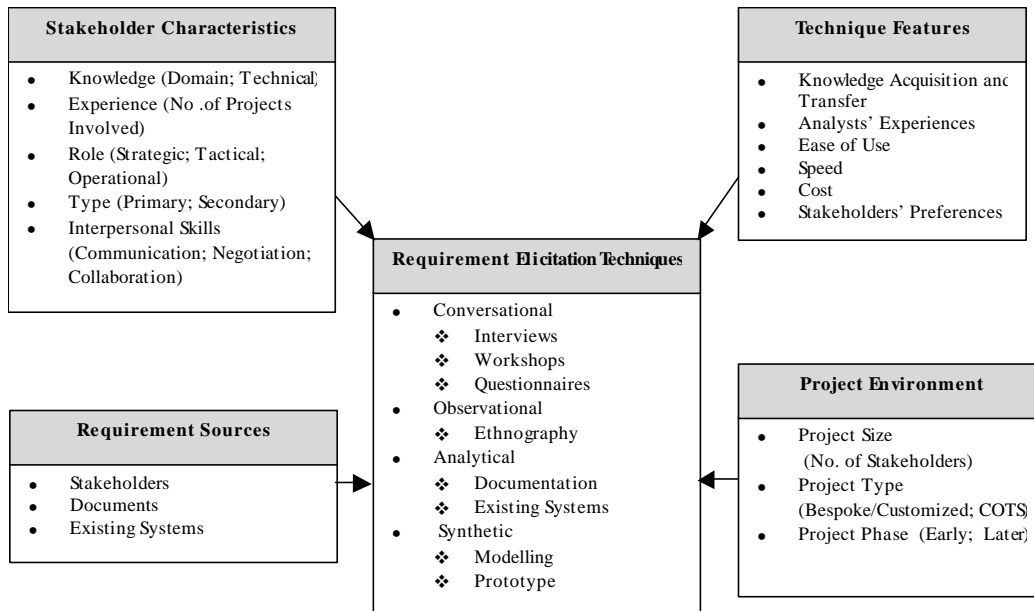 Stakeholder Characteristics
● Knowledge (Domain; Technical)
● Experience (No .of Projects
Involved)
● Role (Strategic; Tactical;
Operational)
● Type (Primary; Secondary)
● Interpersonal Skills
(Communication; Negotiation;
Collaboration)
Technique Features
● Knowledge Acquisition and
Transfer
● Analysts’ Experiences
● Ease of Use
● Speed
● Cost
● Stakeholders’ Preferences
Requirement Elicitation Techniques
● Conversational
❖ Interviews
❖ Workshops
❖ Questionnaires
● Observational
❖ Ethnography
● Analytical
❖ Documentation
❖ Existing Systems
● Synthetic
❖ Modelling
❖ Prototype
Requirement Sources
● Stakeholders
● Documents
● Existing Systems
Project Environment
● Project Size
(No. of Stakeholders)
● Project Type
(Bespoke/Customized; COTS)
● Project Phase (Early; Later)